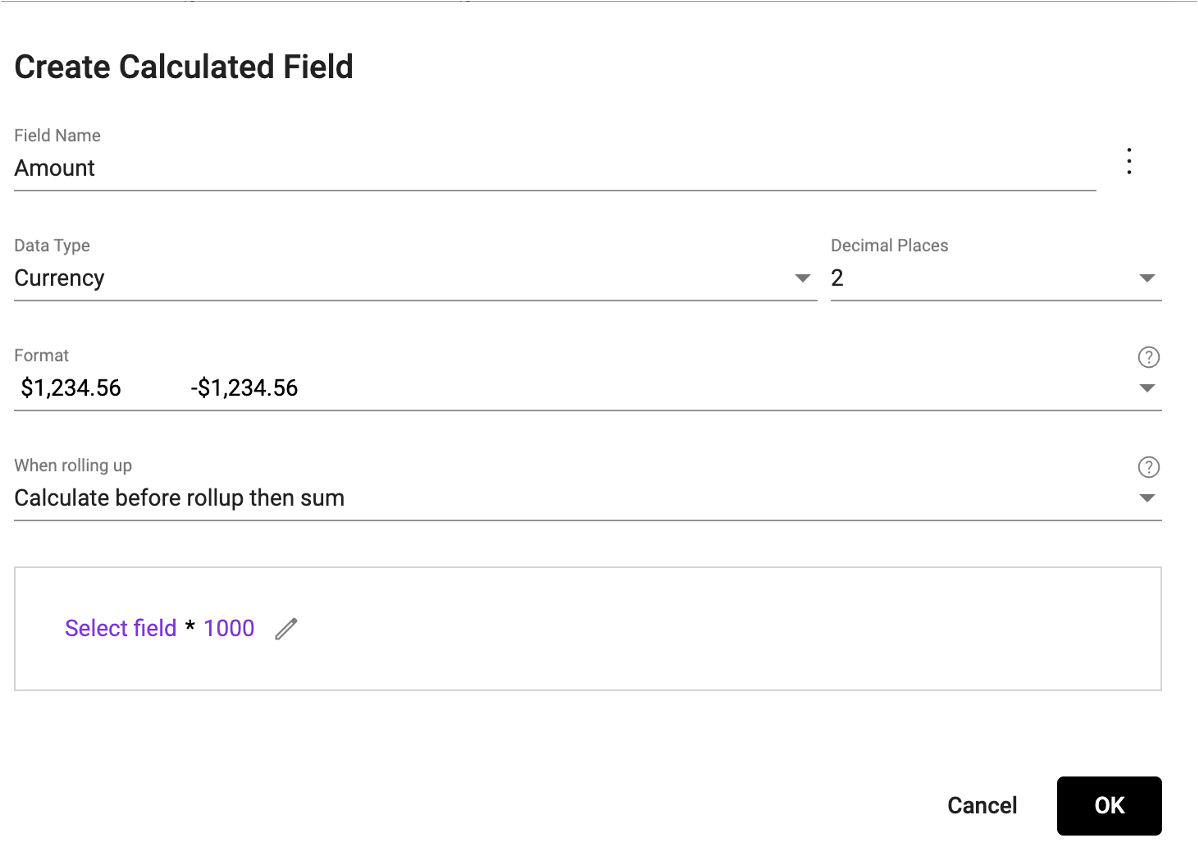 Create Calculated Field
Field Name
Amount
Data Type
Decimal Places
Currency
2
Format
$1,234.56 -$1,234.56
When rolling up
Calculate before rollup then sum
Select field * 1000
Cancel OK